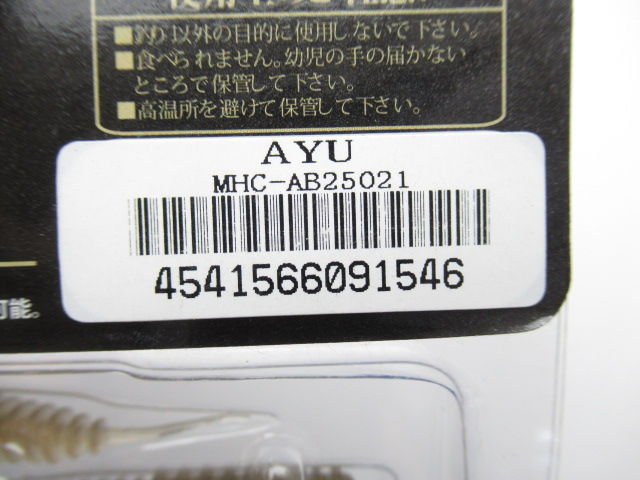 ■釣り以外の目的に使用しないで下さい。
■食べられません。幼児の手の届かない
ところで保管して下さい。
■高温所を避けて保管して下さい。
AYU
MHC-AB25021
4541566091546
可能。